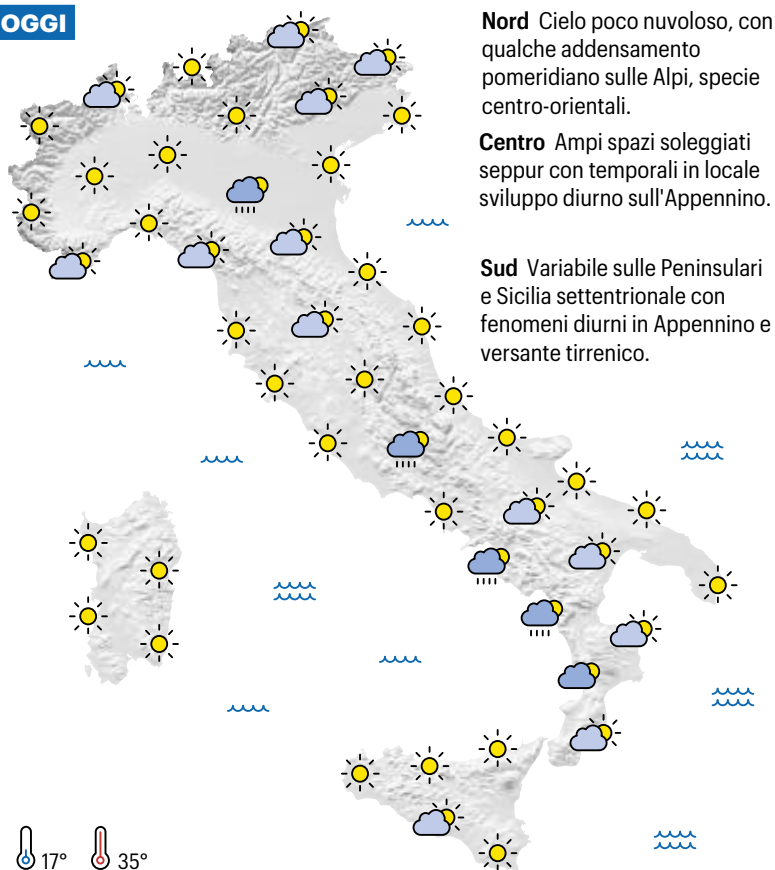 OGGI
Nord Cielo poco nuvoloso, con
qualche addensamento
pomeridiano sulle Alpi, specie
centro-orientali.
Centro Ampi spazi soleggiati
seppur con temporali in locale
sviluppo diurno sull'Appennino.
Sud Variabile sulle Peninsulari
e Sicilia settentrionale con
fenomeni diurni in Appennino e
versante tirrenico.
17° 35°